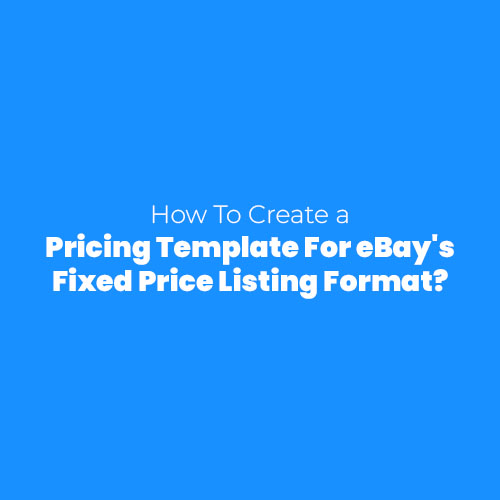 How To Create a
Pricing Template For eBay's
Fixed Price Listing Format?